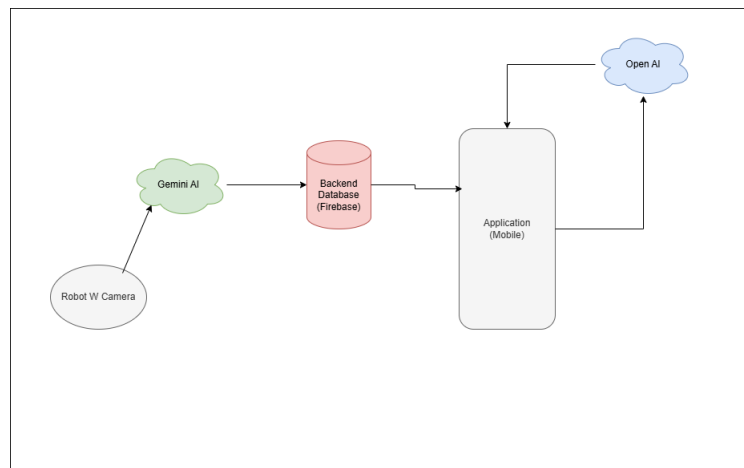 Open AI
Gemini AI
Backend
Database
(Firebase)
Application
(Mobile)
Robot W Camera